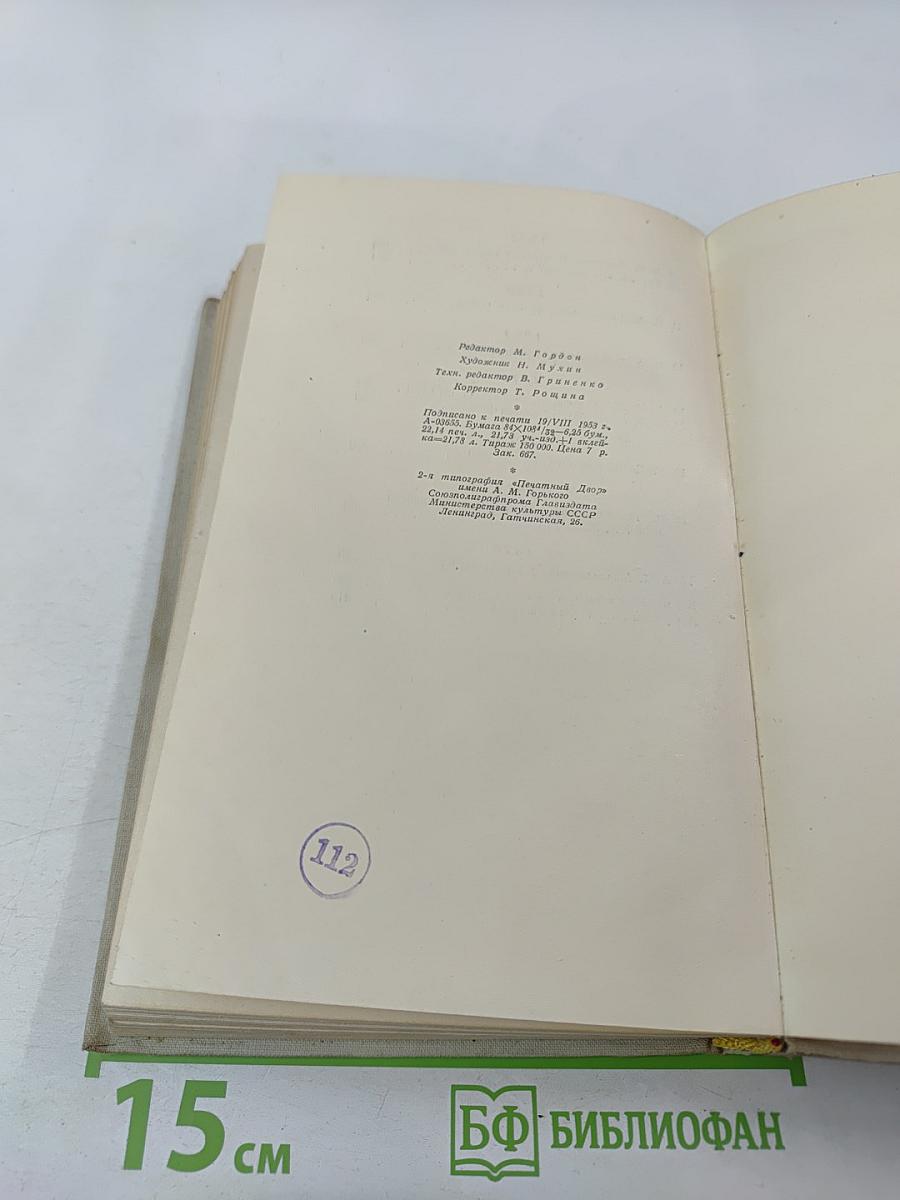 Редактор М. Гордон
Художник Н. Мухин
Техн. редактор В. Гриненко
Корректор Т. Рощина
*
Подписано к печати 19/VIII 1953 г.
А-03655. Бумага 84×108¹/32—6,25 бум.,
22,14 печ. л., 21,73 уч.-изд.+1 вклей-
ка=21,78 л. Тираж 150 000. Цена 7 р.
Зак. 667.
*
2-я типография «Печатный Двор»
имени А. М. Горького
Союзполиграфпрома Главиздата
Министерства культуры СССР
Ленинград, Гатчинская, 26.
112
15 см
БФ БИБЛИОФАН